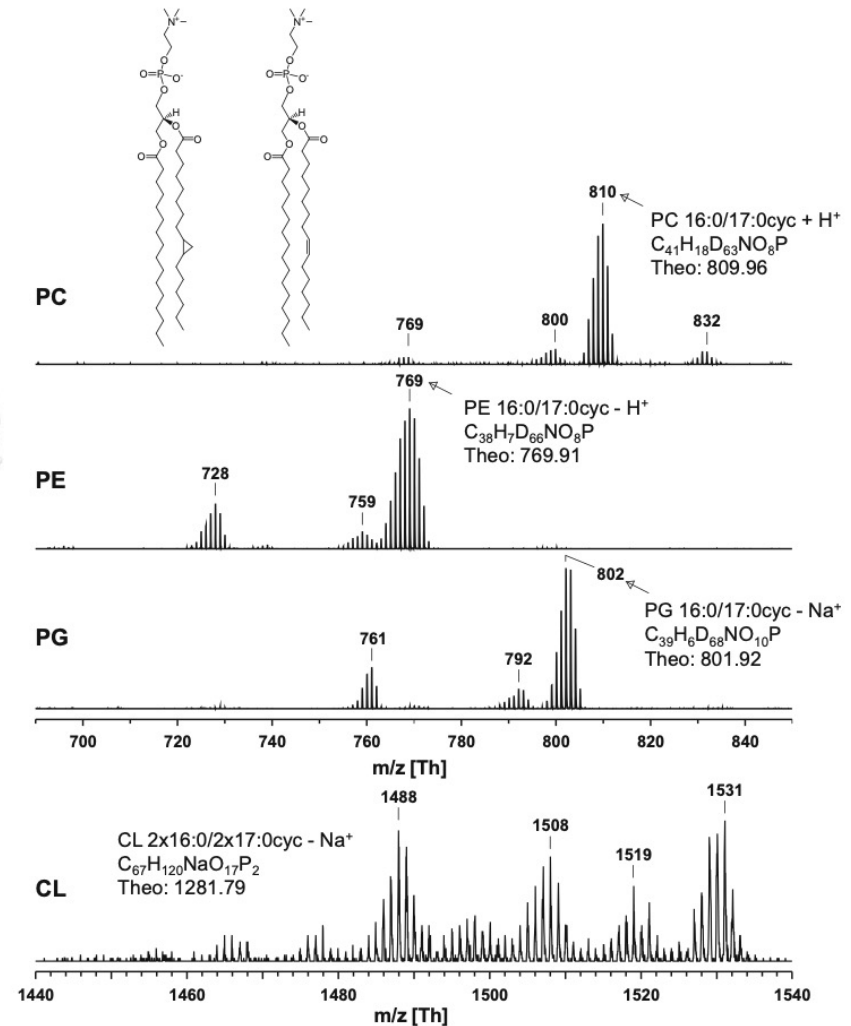 N+
O
O=P-O-
O
H
O
O
O
O
N+
O
O=P-O-
O
H
O
O
O
O
810
PC 16:0/17:0cyc + H+
C41H18D63NO8P
Theo: 809.96
PC
769
800
832
769
PE 16:0/17:0cyc - H+
C38H7D66NO8P
Theo: 769.91
PE
728
759
802
PG 16:0/17:0cyc - Na+
C39H6D68NO10P
Theo: 801.92
PG
761
792
700 720 740 760 780 800 820 840
m/z [Th]
1488
1508
1519
1531
CL 2x16:0/2x17:0cyc - Na+
C67H120NaO17P2
Theo: 1281.79
CL
1440 1460 1480 1500 1520 1540
m/z [Th]